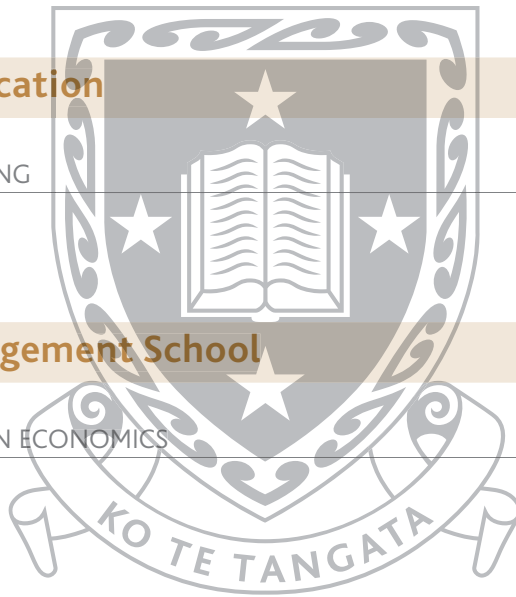 cation
NG
gement School
N ECONOMICS
KO TE TANGATA